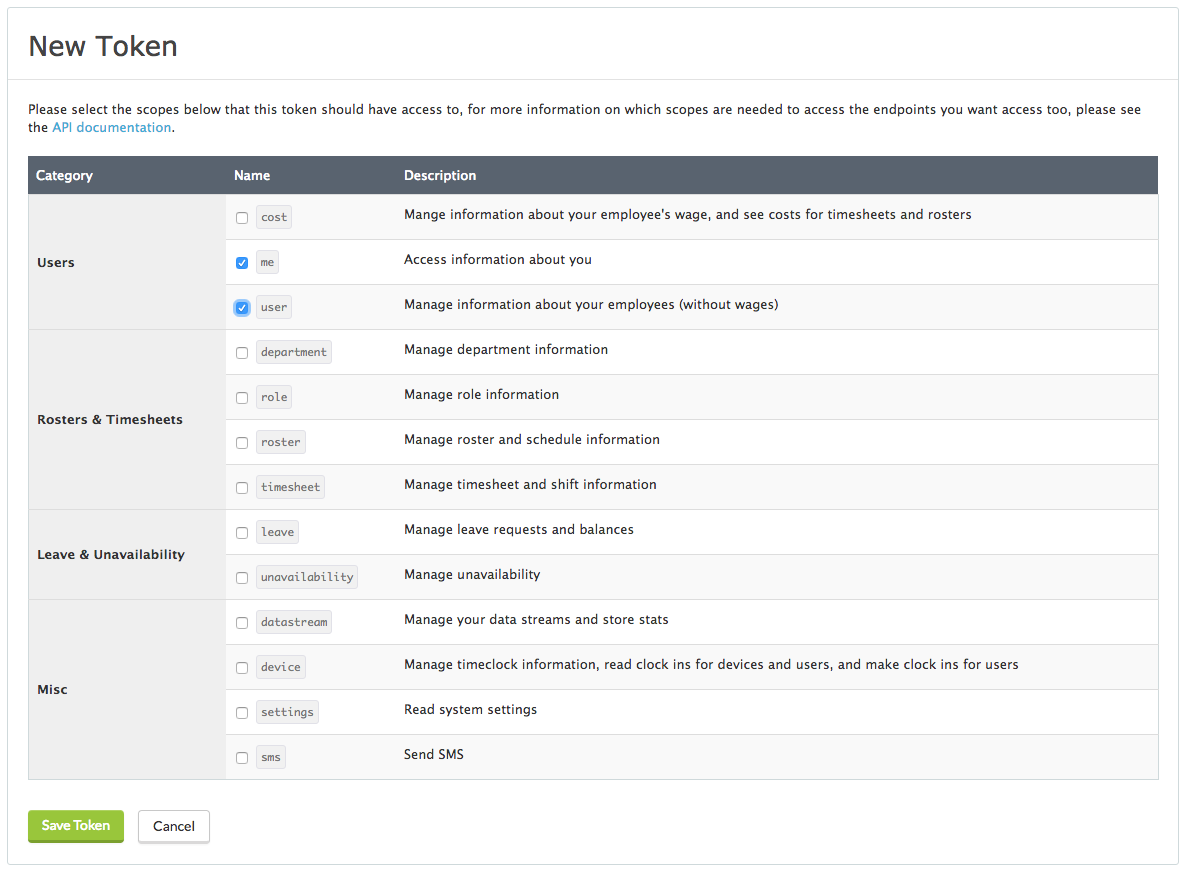 New Token
Please select the scopes below that this token should have access to, for more information on which scopes are needed to access the endpoints you want access too, please see
the API documentation.
Category Name Description
Users
cost Mange information about your employee's wage, and see costs for timesheets and rosters
me Access information about you
user Manage information about your employees (without wages)
Rosters & Timesheets
department Manage department information
role Manage role information
roster Manage roster and schedule information
timesheet Manage timesheet and shift information
Leave & Unavailability
leave Manage leave requests and balances
unavailability Manage unavailability
Misc
datastream Manage your data streams and store stats
device Manage timeclock information, read clock ins for devices and users, and make clock ins for users
settings Read system settings
sms Send SMS
Save Token Cancel